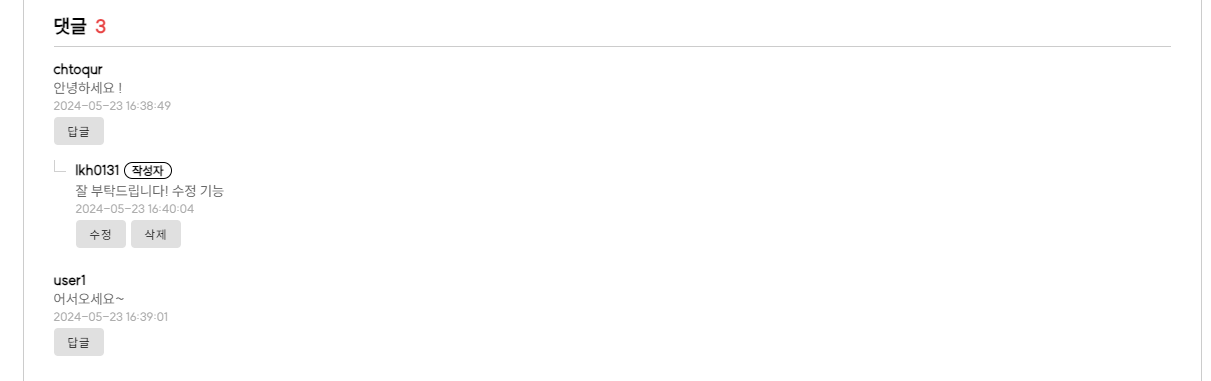 댓글 3
chtoqur
안녕하세요 !
2024-05-23 16:38:49
답글
lkh0131 작성자
잘 부탁드립니다! 수정 기능
2024-05-23 16:40:04
수정 삭제
user1
어서오세요~
2024-05-23 16:39:01
답글